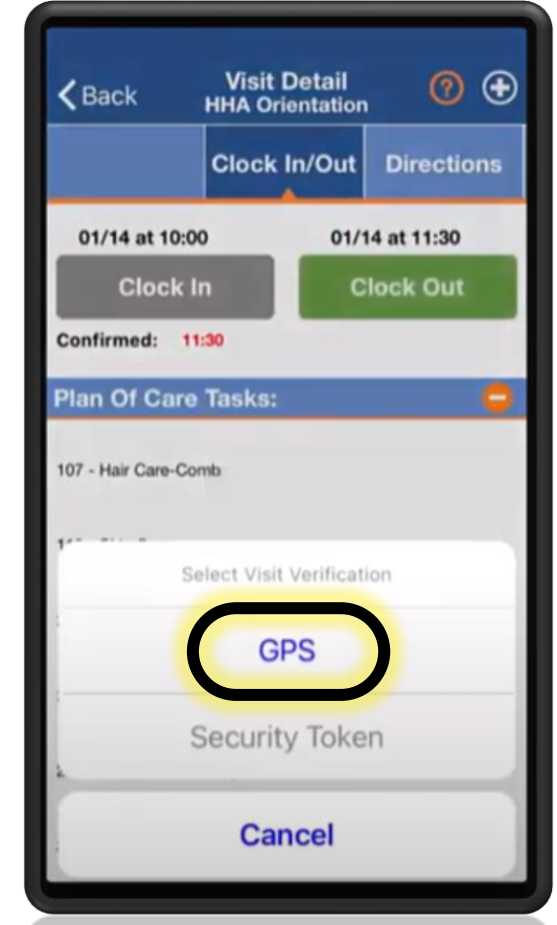 Back
Visit Detail
HHA Orientation
?
Clock In/Out
Directions
01/14 at 10:00
01/14 at 11:30
Clock In
Clock Out
Confirmed: 11:30
Plan Of Care Tasks:
107 - Hair Care-Comb
Select Visit Verification
GPS
Security Token
Cancel